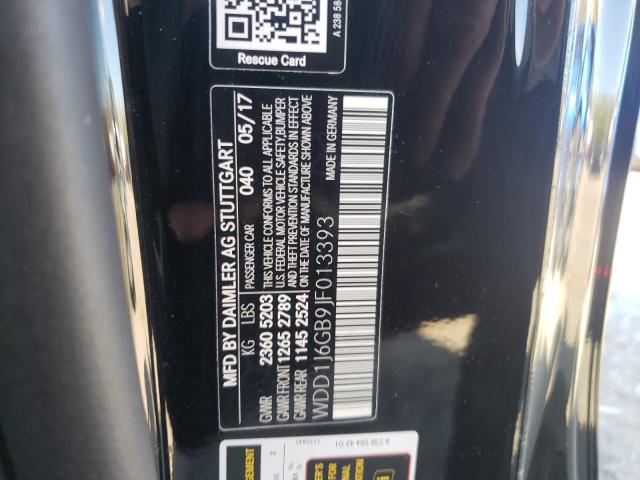 A 238 58
Rescue Card
MFD BY DAIMLER AG STUTTGART
PASSENGER CAR 040 05/17
KG LBS
GVWR 2360 5203
GAWR FRONT 1265 2789
GAWR REAR 1145 2524
THIS VEHICLE CONFORMS TO ALL APPLICABLE
U.S. FEDERAL MOTOR VEHICLE SAFETY, BUMPER
AND THEFT PREVENTION STANDARDS IN EFFECT
ON THE DATE OF MANUFACTURE SHOWN ABOVE
WDD1J6GB9JF013393
MADE IN GERMANY
A 238 584 42 01